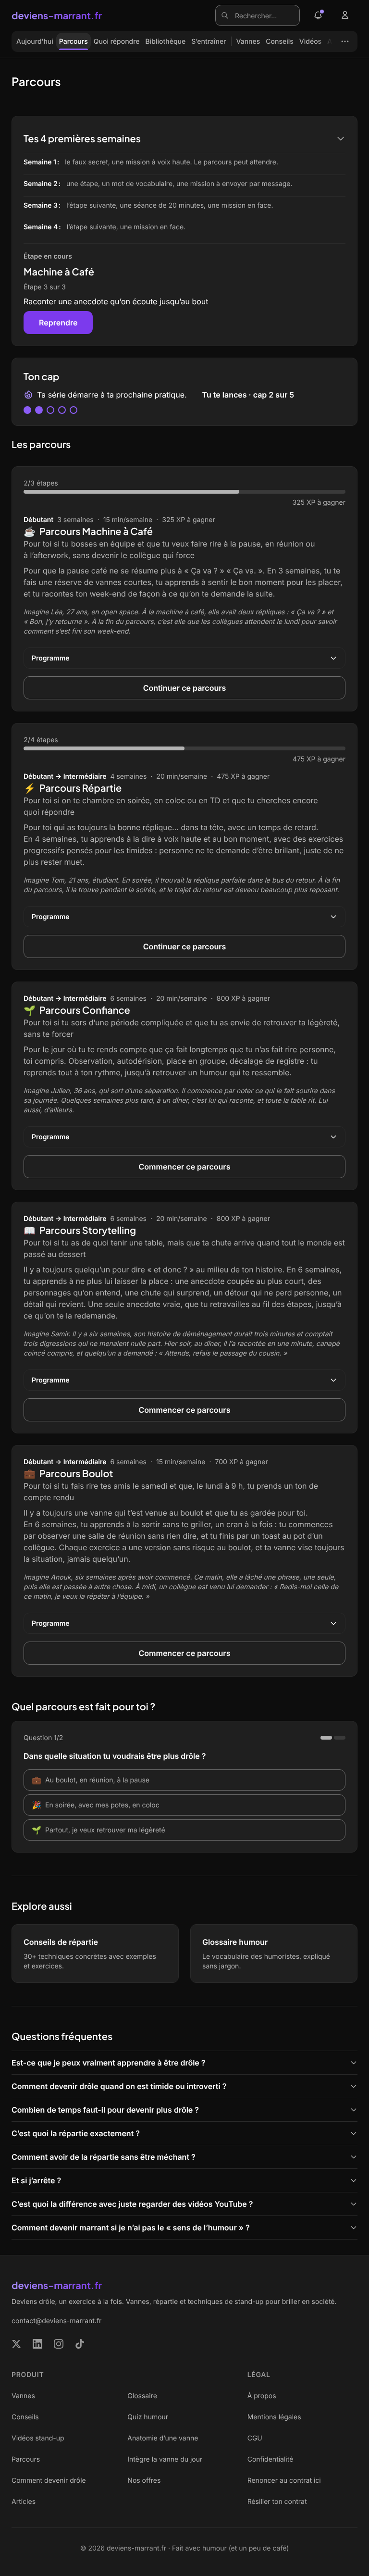 deviens-marrant.fr
Rechercher...
Aujourd'hui
Parcours
Quoi répondre
Bibliothèque
S'entraîner
Vannes
Conseils
Vidéos
Parcours
Tes 4 premières semaines
Semaine 1 : le faux secret, une mission à voix haute. Le parcours peut attendre.
Semaine 2 : une étape, un mot de vocabulaire, une mission à envoyer par message.
Semaine 3 : l'étape suivante, une séance de 20 minutes, une mission en face.
Semaine 4 : l'étape suivante, une mission en face.
Étape en cours
Machine à Café
Étape 3 sur 3
Raconter une anecdote qu'on écoute jusqu'au bout
Reprendre
Ton cap
Ta série démarre à ta prochaine pratique.
Tu te lances · cap 2 sur 5
Les parcours
2/3 étapes
325 XP à gagner
Débutant 3 semaines · 15 min/semaine · 325 XP à gagner
☕ Parcours Machine à Café
Pour toi si tu bosses en équipe et que tu veux faire rire à la pause, en réunion ou
à l'afterwork, sans devenir le collègue qui force
Pour que la pause café ne se résume plus à « Ça va ? » « Ça va. ». En 3 semaines, tu te
fais une réserve de vannes courtes, tu apprends à sentir le bon moment pour les placer,
et tu racontes ton week-end de façon à ce qu'on te demande la suite.
Imagine Léa, 27 ans, en open space. À la machine à café, elle avait deux répliques : « Ça va ? » et
« Bon, j'y retourne ». À la fin du parcours, c'est elle que les collègues attendent le lundi pour savoir
comment s'est fini son week-end.
Programme
Continuer ce parcours
2/4 étapes
475 XP à gagner
Débutant → Intermédiaire 4 semaines · 20 min/semaine · 475 XP à gagner
⚡ Parcours Répartie
Pour toi si on te chambre en soirée, en coloc ou en TD et que tu cherches encore
quoi répondre
Pour toi qui as toujours la bonne réplique… dans ta tête, avec un temps de retard.
En 4 semaines, tu apprends à la dire à voix haute et au bon moment, avec des exercices
progressifs pensés pour les timides : personne ne te demande d'être brillant, juste de ne
plus rester muet.
Imagine Tom, 21 ans, étudiant. En soirée, il trouvait la réplique parfaite dans le bus du retour. À la fin
du parcours, il la trouve pendant la soirée, et le trajet du retour est devenu beaucoup plus reposant.
Programme
Continuer ce parcours
Débutant → Intermédiaire 6 semaines · 20 min/semaine · 800 XP à gagner
🌱 Parcours Confiance
Pour toi si tu sors d'une période compliquée et que tu as envie de retrouver ta légèreté,
sans te forcer
Pour le jour où tu te rends compte que ça fait longtemps que tu n'as fait rire personne,
toi compris. Observation, autodérision, place en groupe, décalage de registre : tu
reprends tout à ton rythme, jusqu'à retrouver un humour qui te ressemble.
Imagine Julien, 36 ans, qui sort d'une séparation. Il commence par noter ce qui le fait sourire dans
sa journée. Quelques semaines plus tard, à un dîner, c'est lui qui raconte, et toute la table rit. Lui
aussi, d'ailleurs.
Programme
Commencer ce parcours
Débutant → Intermédiaire 6 semaines · 20 min/semaine · 800 XP à gagner
📖 Parcours Storytelling
Pour toi si tu as de quoi tenir une table, mais que ta chute arrive quand tout le monde est
passé au dessert
Il y a toujours quelqu'un pour dire « et donc ? » au milieu de ton histoire. En 6 semaines,
tu apprends à ne plus lui laisser la place : une anecdote coupée au plus court, des
personnages qu'on entend, une chute qui surprend, un détour qui ne perd personne, un
détail qui revient. Une seule anecdote vraie, que tu retravailles au fil des étapes, jusqu'à
ce qu'on te la redemande.
Imagine Samir. Il y a six semaines, son histoire de déménagement durait trois minutes et comptait
trois digressions qui ne menaient nulle part. Hier soir, au dîner, il l'a racontée en une minute, canapé
coincé compris, et quelqu'un a demandé : « Attends, refais le passage du cousin. »
Programme
Commencer ce parcours
Débutant → Intermédiaire 6 semaines · 15 min/semaine · 700 XP à gagner
💼 Parcours Boulot
Pour toi si tu fais rire tes amis le samedi et que, le lundi à 9 h, tu prends un ton de
compte rendu
Il y a toujours une vanne qui t'est venue au boulot et que tu as gardée pour toi.
En 6 semaines, tu apprends à la sortir sans te griller, un cran à la fois : tu commences
par observer une salle de réunion sans rien dire, et tu finis par un toast au pot d'un
collègue. Chaque exercice a une version sans risque au boulot, et ta vanne vise toujours
la situation, jamais quelqu'un.
Imagine Anouk, six semaines après avoir commencé. Ce matin, elle a lâché une phrase, une seule,
puis elle est passée à autre chose. À midi, un collègue est venu lui demander : « Redis-moi celle de
ce matin, je veux la répéter à l'équipe. »
Programme
Commencer ce parcours
Quel parcours est fait pour toi ?
Question 1/2
Dans quelle situation tu voudrais être plus drôle ?
💼 Au boulot, en réunion, à la pause
🎉 En soirée, avec mes potes, en coloc
🌱 Partout, je veux retrouver ma légèreté
Explore aussi
Conseils de répartie
30+ techniques concrètes avec exemples
et exercices.
Glossaire humour
Le vocabulaire des humoristes, expliqué
sans jargon.
Questions fréquentes
Est-ce que je peux vraiment apprendre à être drôle ?
Comment devenir drôle quand on est timide ou introverti ?
Combien de temps faut-il pour devenir plus drôle ?
C'est quoi la répartie exactement ?
Comment avoir de la répartie sans être méchant ?
Et si j'arrête ?
C'est quoi la différence avec juste regarder des vidéos YouTube ?
Comment devenir marrant si je n'ai pas le « sens de l'humour » ?
deviens-marrant.fr
Deviens drôle, un exercice à la fois. Vannes, répartie et techniques de stand-up pour briller en société.
contact@deviens-marrant.fr
PRODUIT
Vannes
Conseils
Vidéos stand-up
Parcours
Comment devenir drôle
Articles
Glossaire
Quiz humour
Anatomie d'une vanne
Intègre la vanne du jour
Nos offres
LÉGAL
À propos
Mentions légales
CGU
Confidentialité
Renoncer au contrat ici
Résilier ton contrat
© 2026 deviens-marrant.fr · Fait avec humour (et un peu de café)